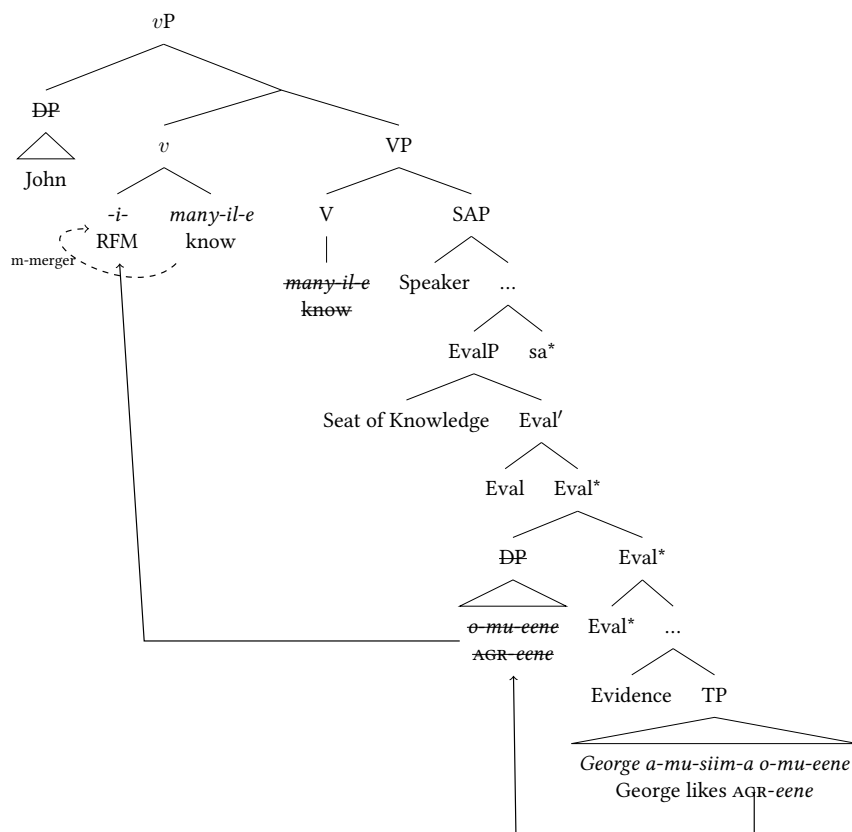 vP
DP
v
VP
John
-i-
many-il-e
V
SAP
RFM
know
m-merger
many-il-e
Speaker
...
know
EvalP
sa*
Seat of Knowledge
Eval′
Eval
Eval*
DP
Eval*
o-mu-eene
Eval*
...
AGR-eene
Evidence
TP
George a-mu-siim-a o-mu-eene
George likes AGR-eene